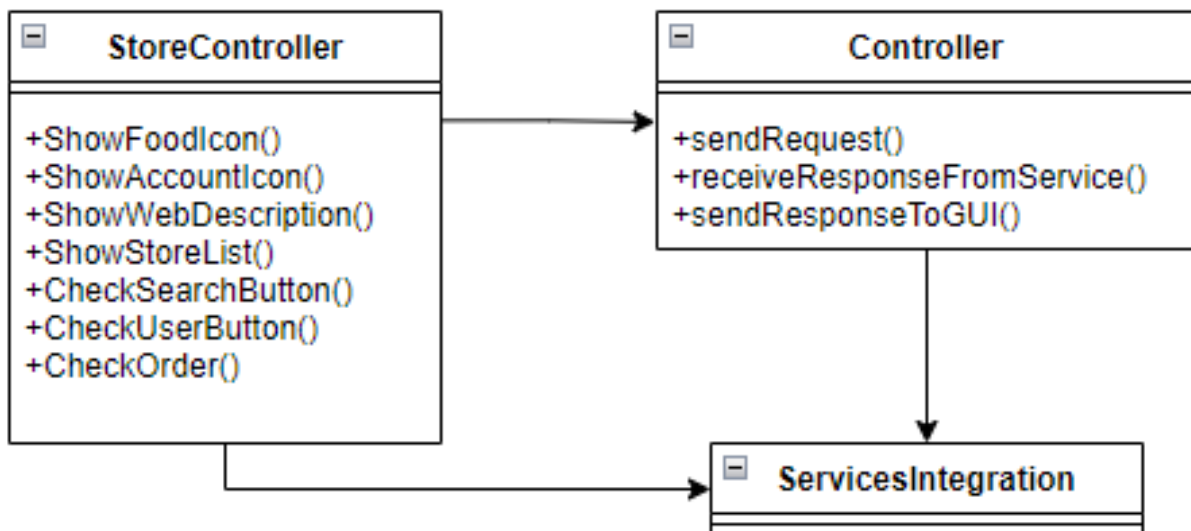 StoreController
+ShowFoodIcon()
+ShowAccountIcon()
+ShowWebDescription()
+ShowStoreList()
+CheckSearchButton()
+CheckUserButton()
+CheckOrder()
Controller
+sendRequest()
+receiveResponseFromService()
+sendResponseToGUI()
ServicesIntegration